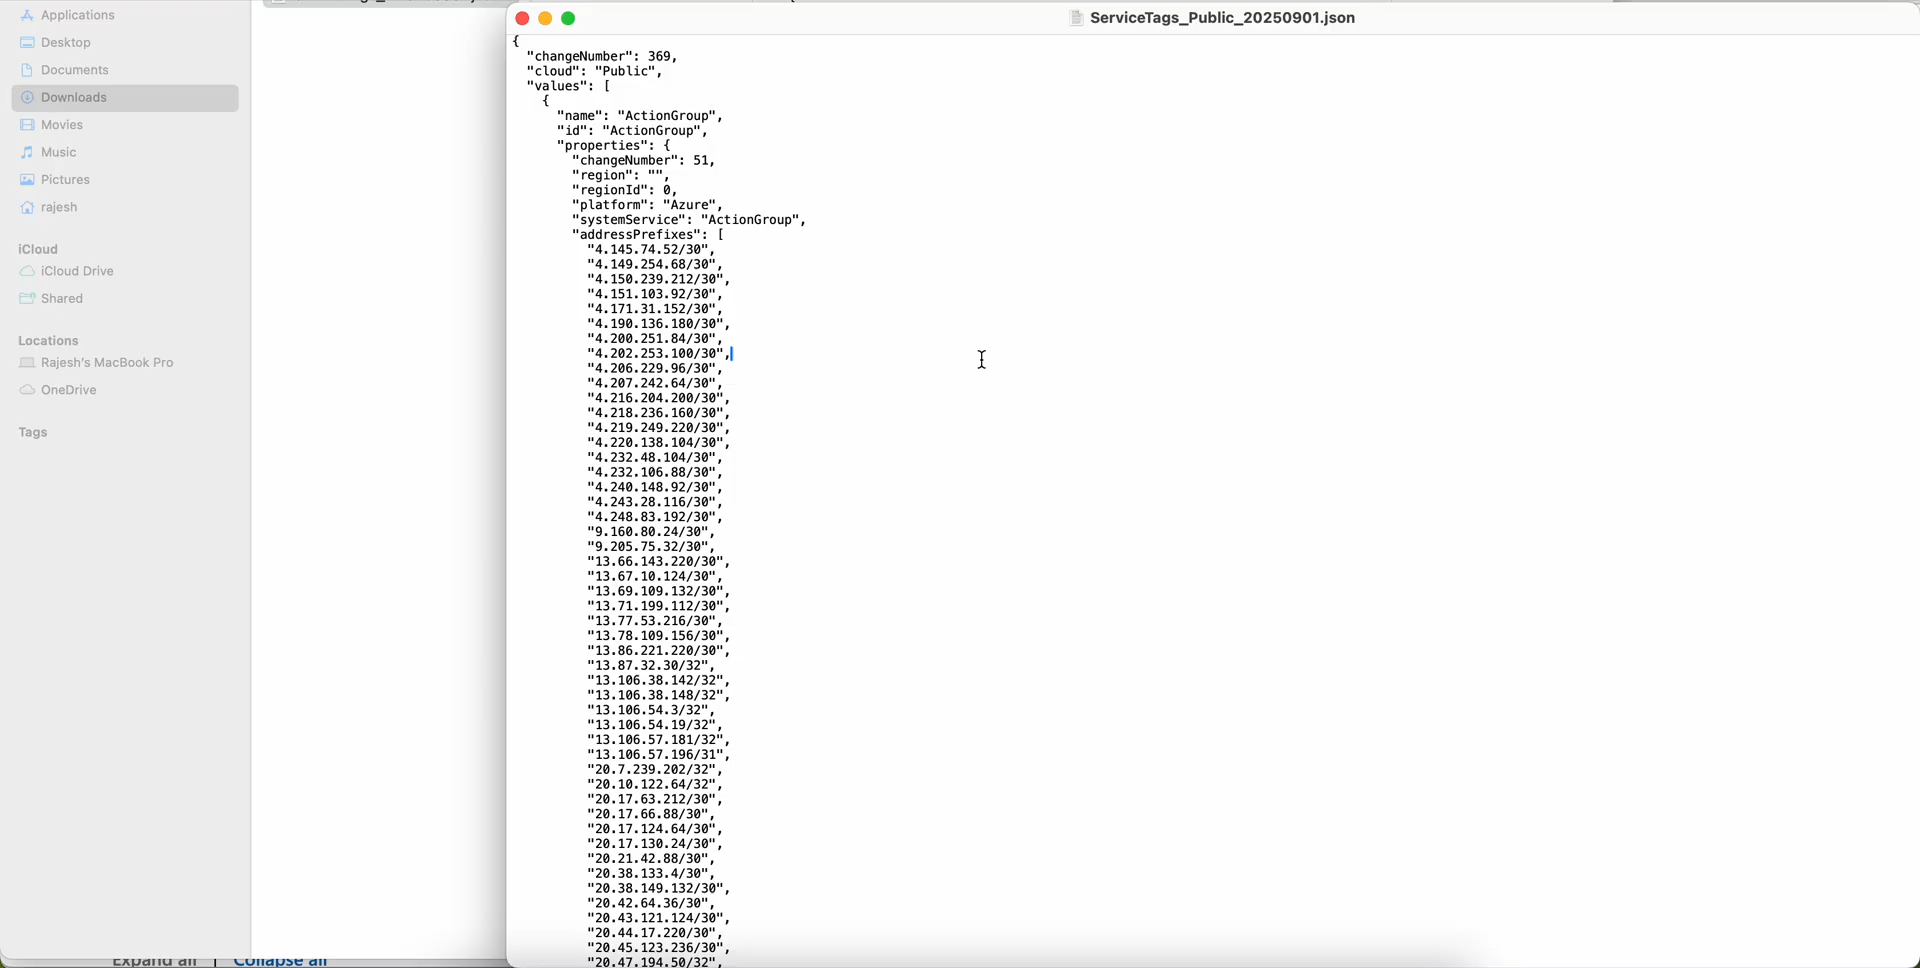 Applications
Desktop
Documents
Downloads
Movies
Music
Pictures
rajesh
iCloud
iCloud Drive
Shared
Locations
Rajesh's MacBook Pro
OneDrive
Tags
Expand all | Collapse all
ServiceTags_Public_20250901.json
{
"changeNumber": 369,
"cloud": "Public",
"values": [
{
"name": "ActionGroup",
"id": "ActionGroup",
"properties": {
"changeNumber": 51,
"region": "",
"regionId": 0,
"platform": "Azure",
"systemService": "ActionGroup",
"addressPrefixes": [
"4.145.74.52/30",
"4.149.254.68/30",
"4.150.239.212/30",
"4.151.103.92/30",
"4.171.31.152/30",
"4.190.136.180/30",
"4.200.251.84/30",
"4.202.253.100/30",
"4.206.229.96/30",
"4.207.242.64/30",
"4.216.204.200/30",
"4.218.236.160/30",
"4.219.249.220/30",
"4.220.138.104/30",
"4.232.48.104/30",
"4.232.106.88/30",
"4.240.148.92/30",
"4.243.28.116/30",
"4.248.83.192/30",
"9.160.80.24/30",
"9.205.75.32/30",
"13.66.143.220/30",
"13.67.10.124/30",
"13.69.109.132/30",
"13.71.199.112/30",
"13.77.53.216/30",
"13.78.109.156/30",
"13.86.221.220/30",
"13.87.32.30/32",
"13.106.38.142/32",
"13.106.38.148/32",
"13.106.54.3/32",
"13.106.54.19/32",
"13.106.57.181/32",
"13.106.57.196/31",
"20.7.239.202/32",
"20.10.122.64/32",
"20.17.63.212/30",
"20.17.66.88/30",
"20.17.124.64/30",
"20.17.130.24/30",
"20.21.42.88/30",
"20.38.133.4/30",
"20.38.149.132/30",
"20.42.64.36/30",
"20.43.121.124/30",
"20.44.17.220/30",
"20.45.123.236/30",
"20.47.194.50/32",